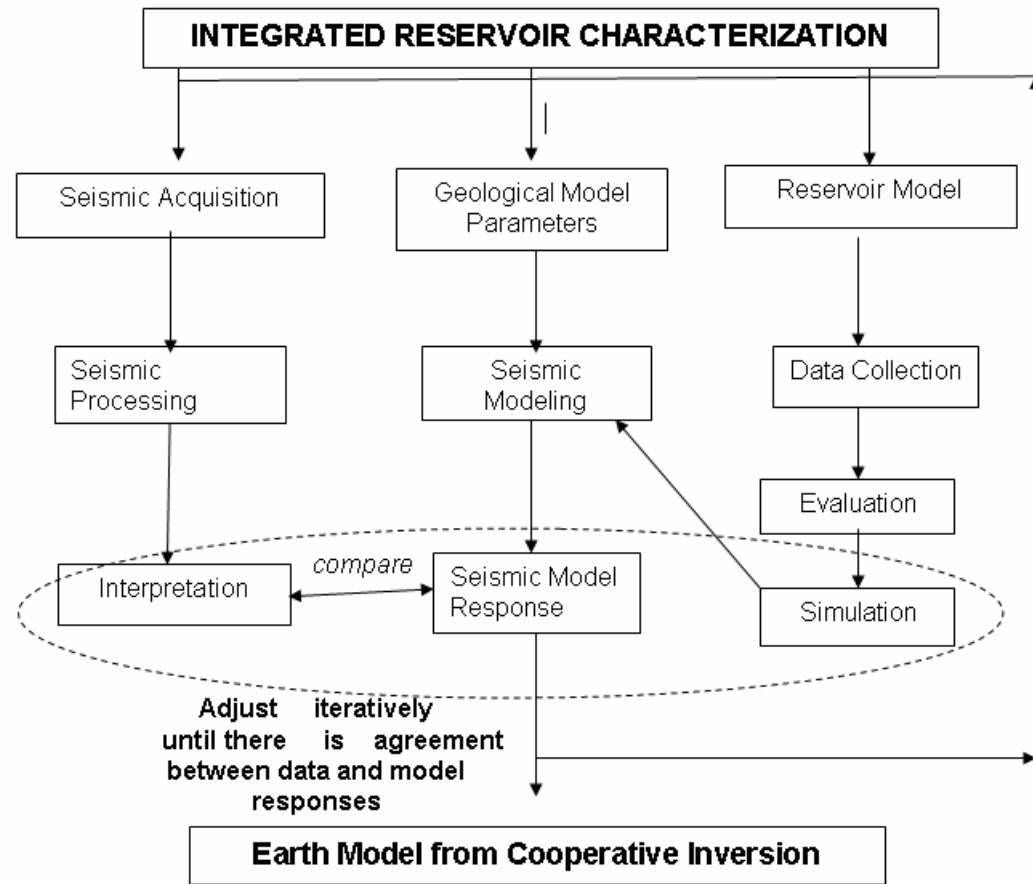 INTEGRATED RESERVOIR CHARACTERIZATION
Seismic Acquisition
Geological Model
Parameters
Reservoir Model
Seismic
Processing
Seismic
Modeling
Data Collection
Evaluation
Interpretation
compare
Seismic Model
Response
Simulation
Adjust iteratively
until there is agreement
between data and model
responses
Earth Model from Cooperative Inversion